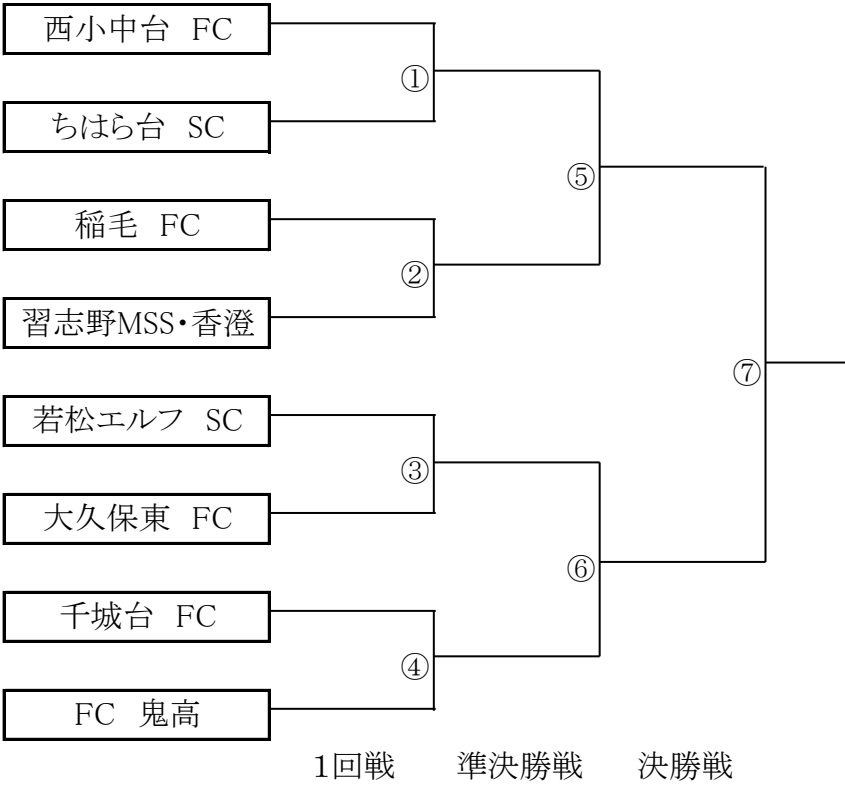 西小中台　FC
①
ちはら台　SC
⑤
稲毛　FC
②
習志野MSS・香澄
⑦
若松エルフ　SC
③
大久保東　FC
⑥
千城台　FC
④
FC　鬼高
１回戦　準決勝戦　決勝戦